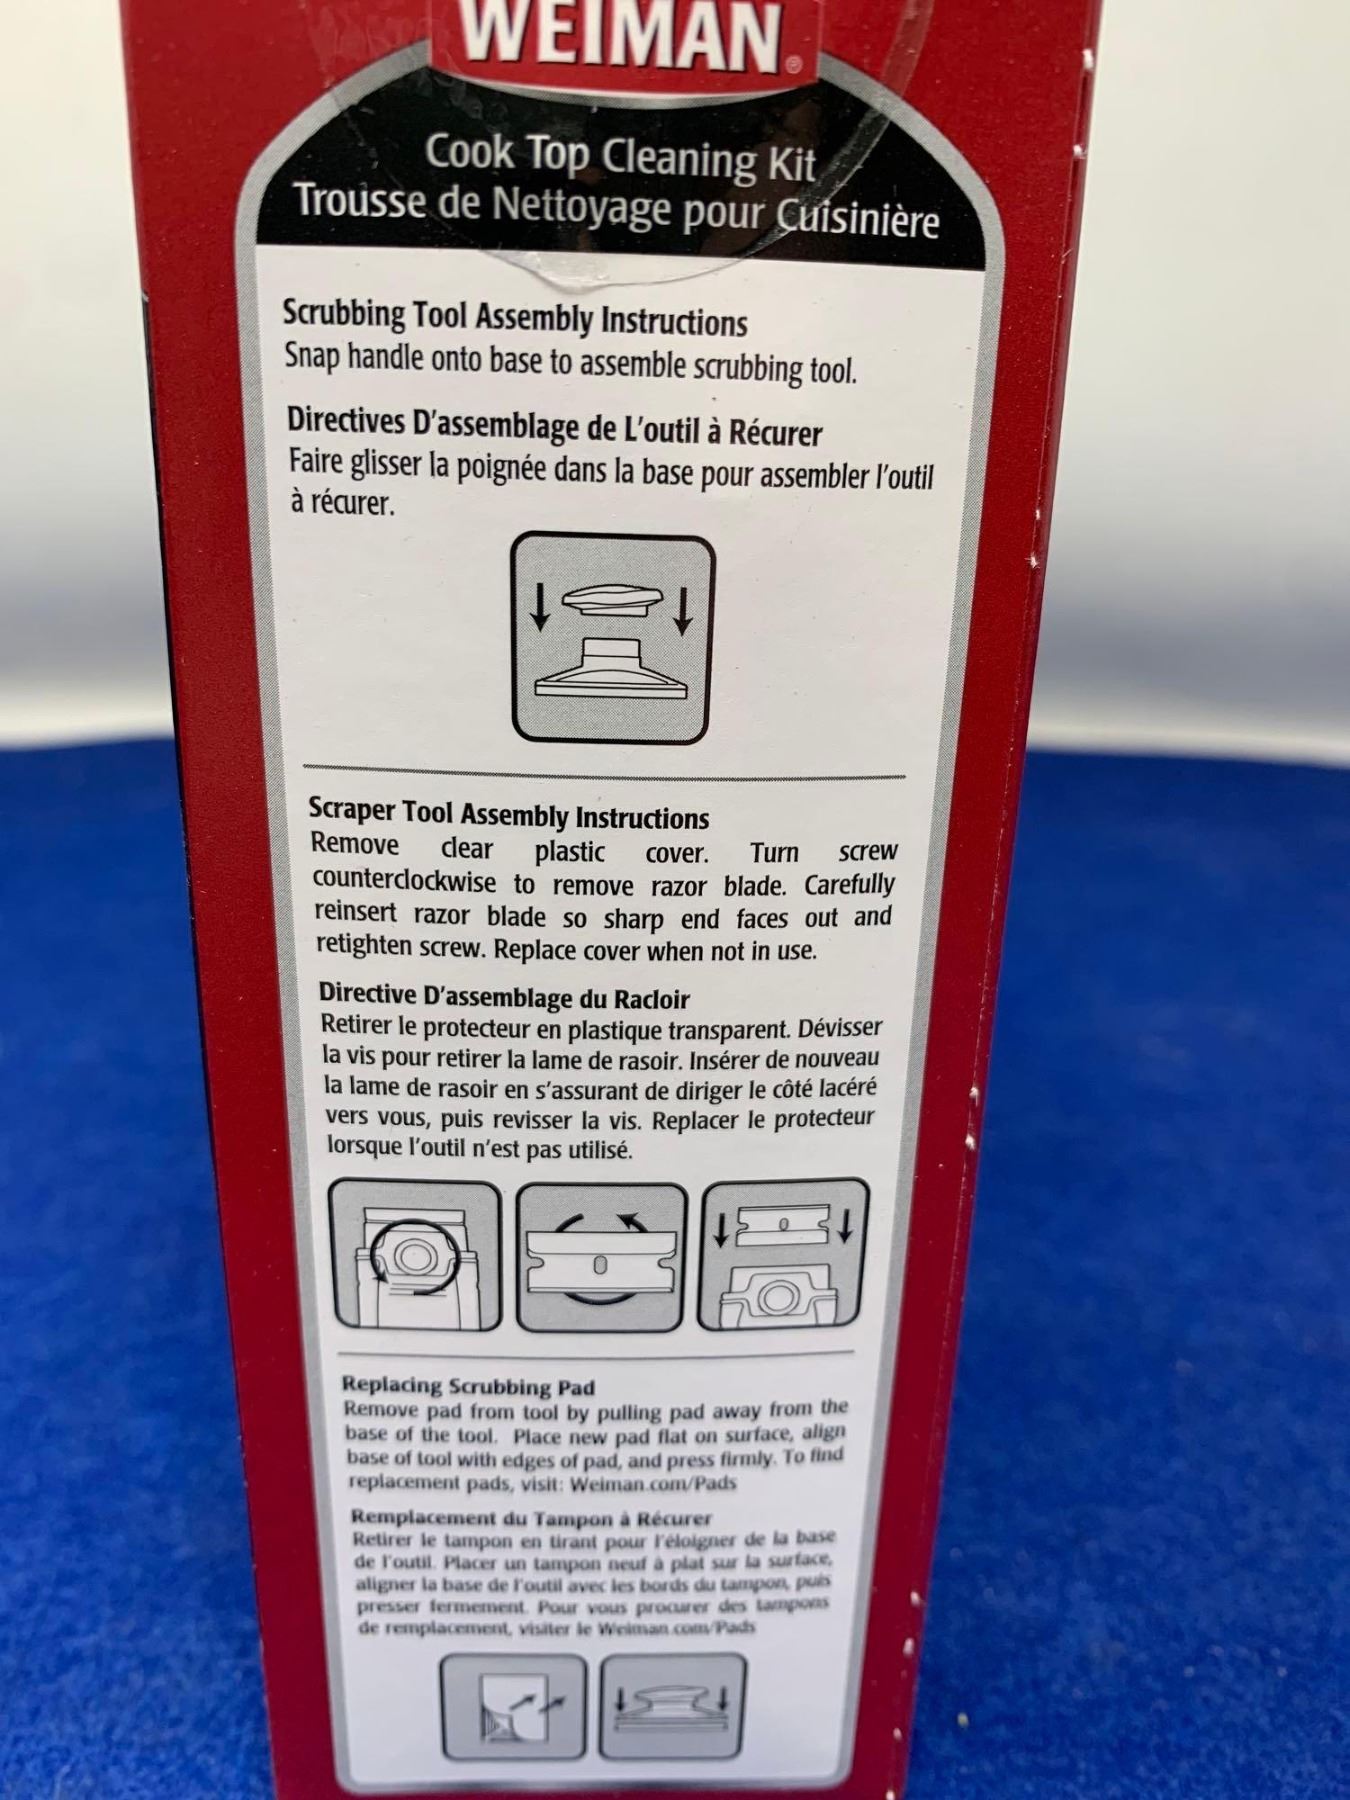 WEIMAN®
Cook Top Cleaning Kit
Trousse de Nettoyage pour Cuisinière
Scrubbing Tool Assembly Instructions
Snap handle onto base to assemble scrubbing tool.
Directives D'assemblage de L'outil à Récurer
Faire glisser la poignée dans la base pour assembler l'outil
à récurer.
Scraper Tool Assembly Instructions
Remove clear plastic cover. Turn screw
counterclockwise to remove razor blade. Carefully
reinsert razor blade so sharp end faces out and
retighten screw. Replace cover when not in use.
Directive D'assemblage du Racloir
Retirer le protecteur en plastique transparent. Dévisser
la vis pour retirer la lame de rasoir. Insérer de nouveau
la lame de rasoir en s'assurant de diriger le côté lacéré
vers vous, puis revisser la vis. Replacer le protecteur
lorsque l'outil n'est pas utilisé.
Replacing Scrubbing Pad
Remove pad from tool by pulling pad away from the
base of the tool. Place new pad flat on surface, align
base of tool with edges of pad, and press firmly. To find
replacement pads, visit: Weiman.com/Pads
Remplacement du Tampon à Récurer
Retirer le tampon en tirant pour l'éloigner de la base
de l'outil. Placer un tampon neuf à plat sur la surface,
aligner la base de l'outil avec les bords du tampon, puis
presser fermement. Pour vous procurer des tampons
de remplacement, visiter le Weiman.com/Pads